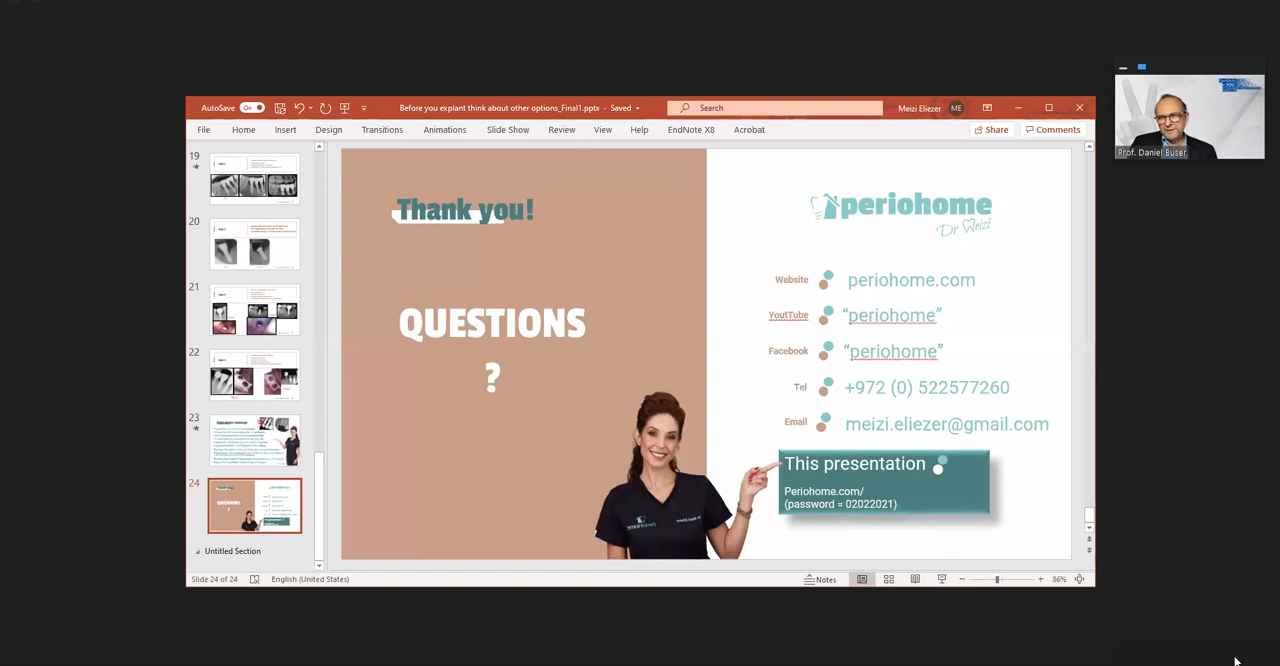 AutoSave On
Before you explant think about other options_Final1.pptx - Saved
Search
Meizi Eliezer ME
File Home Insert Design Transitions Animations Slide Show Review View Help EndNote X8 Acrobat
Share Comments
19
20
21
22
23
24
Untitled Section
Thank you!
QUESTIONS
?
periohome
Dr Meizi
Website periohome.com
YoutTube “periohome”
Facebook “periohome”
Tel +972 (0) 522577260
Email meizi.eliezer@gmail.com
This presentation
Periohome.com/
(password = 02022021)
Slide 24 of 24 English (United States) Notes 86%
Prof. Daniel Buser